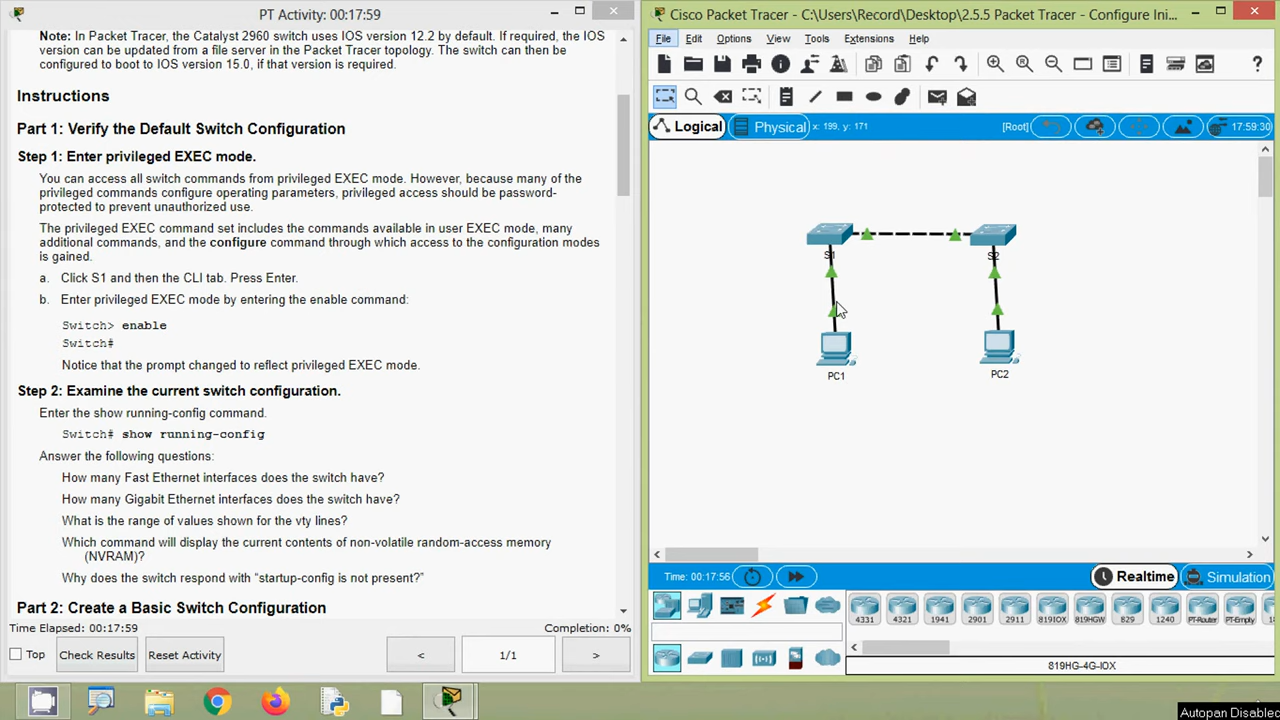 PT Activity: 00:17:59
Note: In Packet Tracer, the Catalyst 2960 switch uses IOS version 12.2 by default. If required, the IOS
version can be updated from a file server in the Packet Tracer topology. The switch can then be
configured to boot to IOS version 15.0, if that version is required.
Instructions
Part 1: Verify the Default Switch Configuration
Step 1: Enter privileged EXEC mode.
You can access all switch commands from privileged EXEC mode. However, because many of the
privileged commands configure operating parameters, privileged access should be password-
protected to prevent unauthorized use.
The privileged EXEC command set includes the commands available in user EXEC mode, many
additional commands, and the configure command through which access to the configuration modes
is gained.
a. Click S1 and then the CLI tab. Press Enter.
b. Enter privileged EXEC mode by entering the enable command:
Switch> enable
Switch#
Notice that the prompt changed to reflect privileged EXEC mode.
Step 2: Examine the current switch configuration.
Enter the show running-config command.
Switch# show running-config
Answer the following questions:
How many Fast Ethernet interfaces does the switch have?
How many Gigabit Ethernet interfaces does the switch have?
What is the range of values shown for the vty lines?
Which command will display the current contents of non-volatile random-access memory
(NVRAM)?
Why does the switch respond with “startup-config is not present?”
Part 2: Create a Basic Switch Configuration
Time Elapsed: 00:17:59 Completion: 0%
Top Check Results Reset Activity < 1/1 >
Cisco Packet Tracer - C:\Users\Record\Desktop\2.5.5 Packet Tracer - Configure Ini...
File Edit Options View Tools Extensions Help
Logical Physical x: 199, y: 171 [Root] 17:59:30
S1 S2
PC1 PC2
Time: 00:17:56 Realtime Simulation
4331 4321 1941 2901 2911 819IOX 819HGW 829 1240 PT-Router PT-Empty
819HG-4G-IOX
Autopan Disabled